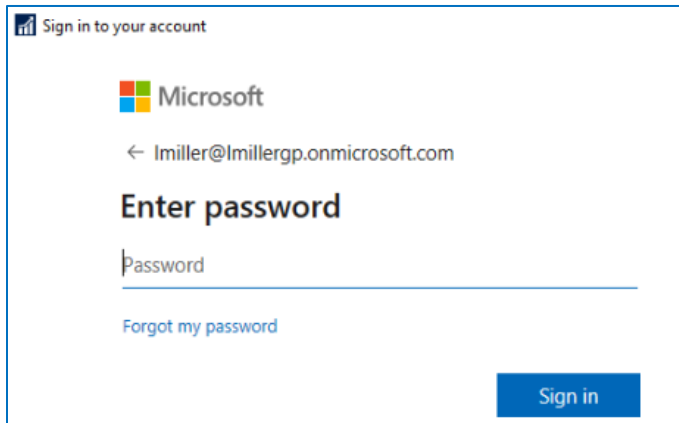 Sign in to your account
Microsoft
← lmiller@lmillergp.onmicrosoft.com
Enter password
Password
Forgot my password
Sign in